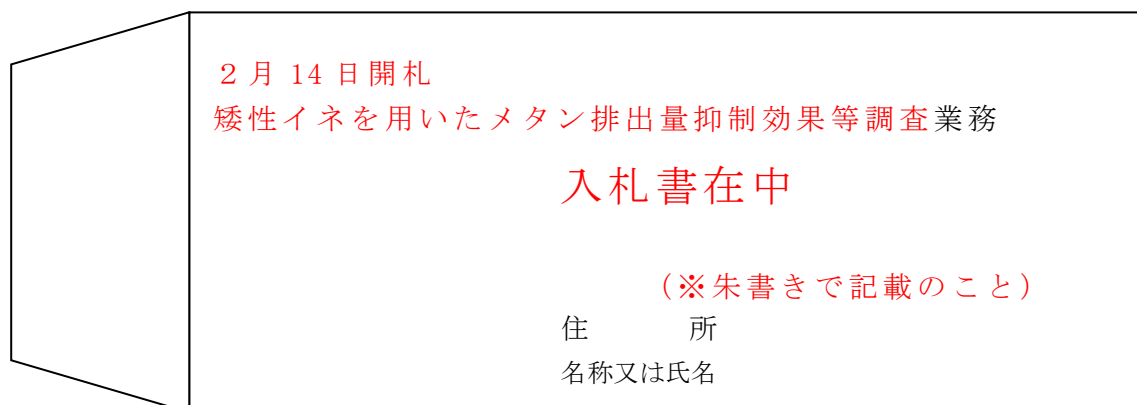 ２月 14 日開札
矮性イネを用いたメタン排出量抑制効果等調査業務
入札書在中
（※朱書きで記載のこと）
住　　　所
名称又は氏名